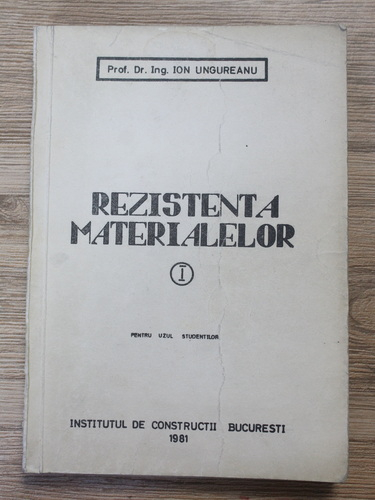 Prof. Dr. Ing. ION UNGUREANU
REZISTENTA
MATERIALELOR
I
PENTRU UZUL STUDENTILOR
INSTITUTUL DE CONSTRUCTII BUCURESTI
1981